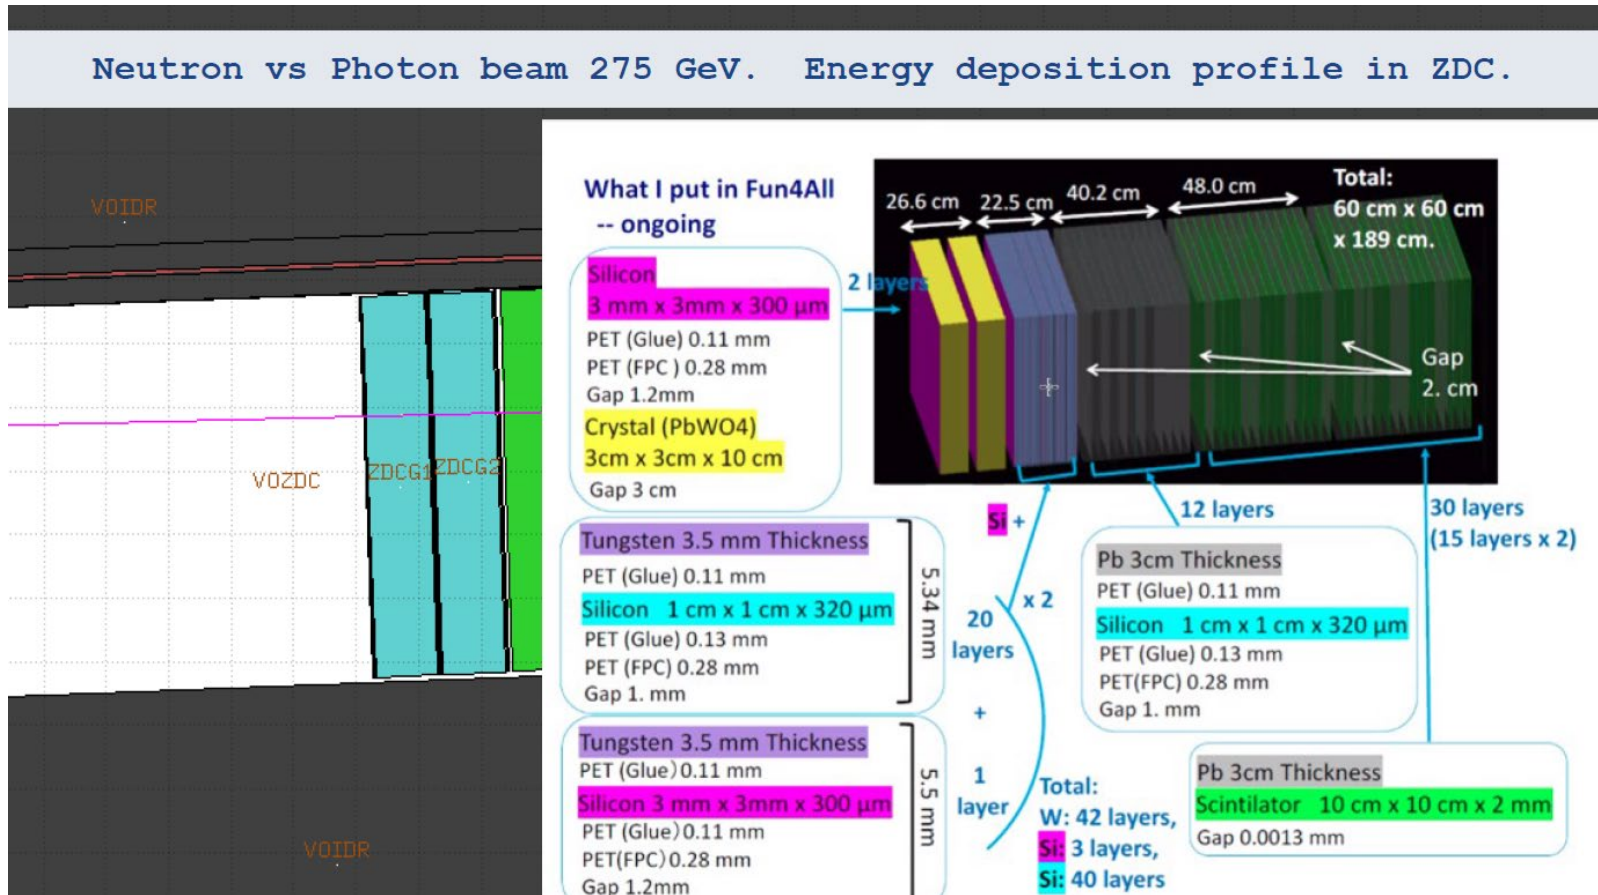 Neutron vs Photon beam 275 GeV. Energy deposition profile in ZDC.
VOIDR
VOZDC
ZDCG1
ZDCG2
VOIDR
What I put in Fun4All
-- ongoing
Silicon
3 mm x 3mm x 300 µm
PET (Glue) 0.11 mm
PET (FPC ) 0.28 mm
Gap 1.2mm
Crystal (PbWO4)
3cm x 3cm x 10 cm
Gap 3 cm
2 layers
26.6 cm
22.5 cm
40.2 cm
48.0 cm
Total:
60 cm x 60 cm
x 189 cm.
Gap
2. cm
Tungsten 3.5 mm Thickness
PET (Glue) 0.11 mm
Silicon 1 cm x 1 cm x 320 µm
PET (Glue) 0.13 mm
PET (FPC) 0.28 mm
Gap 1. mm
5.34 mm
20
layers
+
1
layer
Si +
x 2
Tungsten 3.5 mm Thickness
PET (Glue) 0.11 mm
Silicon 3 mm x 3mm x 300 µm
PET (Glue) 0.11 mm
PET(FPC) 0.28 mm
Gap 1.2mm
5.5 mm
Total:
W: 42 layers,
Si: 3 layers,
Si: 40 layers
12 layers
Pb 3cm Thickness
PET (Glue) 0.11 mm
Silicon 1 cm x 1 cm x 320 µm
PET (Glue) 0.13 mm
PET(FPC) 0.28 mm
Gap 1. mm
30 layers
(15 layers x 2)
Pb 3cm Thickness
Scintilator 10 cm x 10 cm x 2 mm
Gap 0.0013 mm